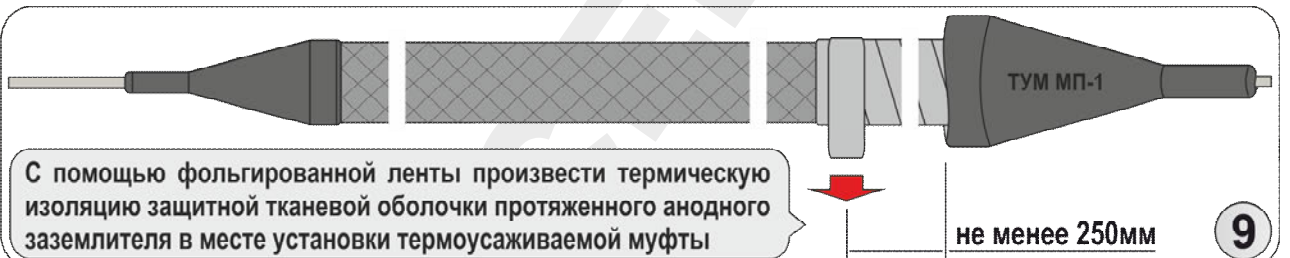 ТУМ МП-1
С помощью фольгированной ленты произвести термическую
изоляцию защитной тканевой оболочки протяженного анодного
заземлителя в месте установки термоусаживаемой муфты
не менее 250мм
9